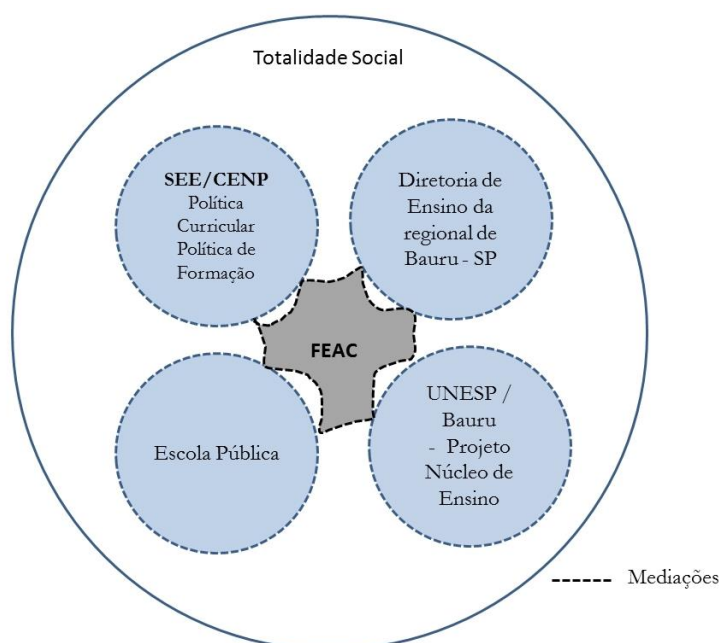 Totalidade Social
SEE/CENP
Política
Curricular
Política de
Formação
Diretoria de
Ensino da
regional de
Bauru - SP
FEAC
Escola Pública
UNESP /
Bauru
- Projeto
Núcleo de
Ensino
Mediações